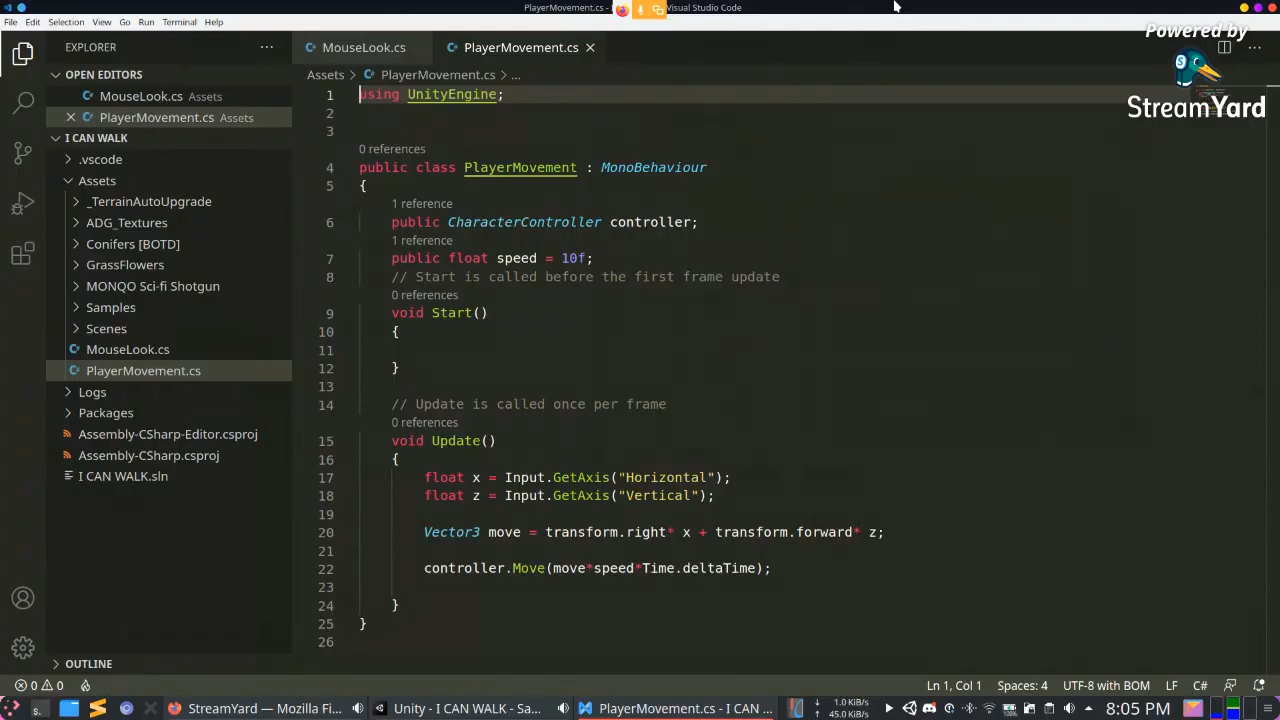 PlayerMovement.cs - I
Visual Studio Code
File Edit Selection View Go Run Terminal Help
Powered by
StreamYard
EXPLORER
MouseLook.cs
PlayerMovement.cs
OPEN EDITORS
Assets > PlayerMovement.cs > ...
MouseLook.cs Assets
PlayerMovement.cs Assets
I CAN WALK
.vscode
Assets
_TerrainAutoUpgrade
ADG_Textures
Conifers [BOTD]
GrassFlowers
MONQO Sci-fi Shotgun
Samples
Scenes
MouseLook.cs
PlayerMovement.cs
Logs
Packages
Assembly-CSharp-Editor.csproj
Assembly-CSharp.csproj
I CAN WALK.sln
OUTLINE
1 using UnityEngine;
2
3
0 references
4 public class PlayerMovement : MonoBehaviour
5 {
1 reference
6 public CharacterController controller;
1 reference
7 public float speed = 10f;
8 // Start is called before the first frame update
0 references
9 void Start()
10 {
11
12 }
13
14 // Update is called once per frame
0 references
15 void Update()
16 {
17 float x = Input.GetAxis("Horizontal");
18 float z = Input.GetAxis("Vertical");
19
20 Vector3 move = transform.right* x + transform.forward* z;
21
22 controller.Move(move*speed*Time.deltaTime);
23
24 }
25 }
26
0 0
Ln 1, Col 1 Spaces: 4 UTF-8 with BOM LF C#
StreamYard — Mozilla Fi...
Unity - I CAN WALK - Sa...
PlayerMovement.cs - I CAN ...
1.0 KiB/s
45.0 KiB/s
8:05 PM